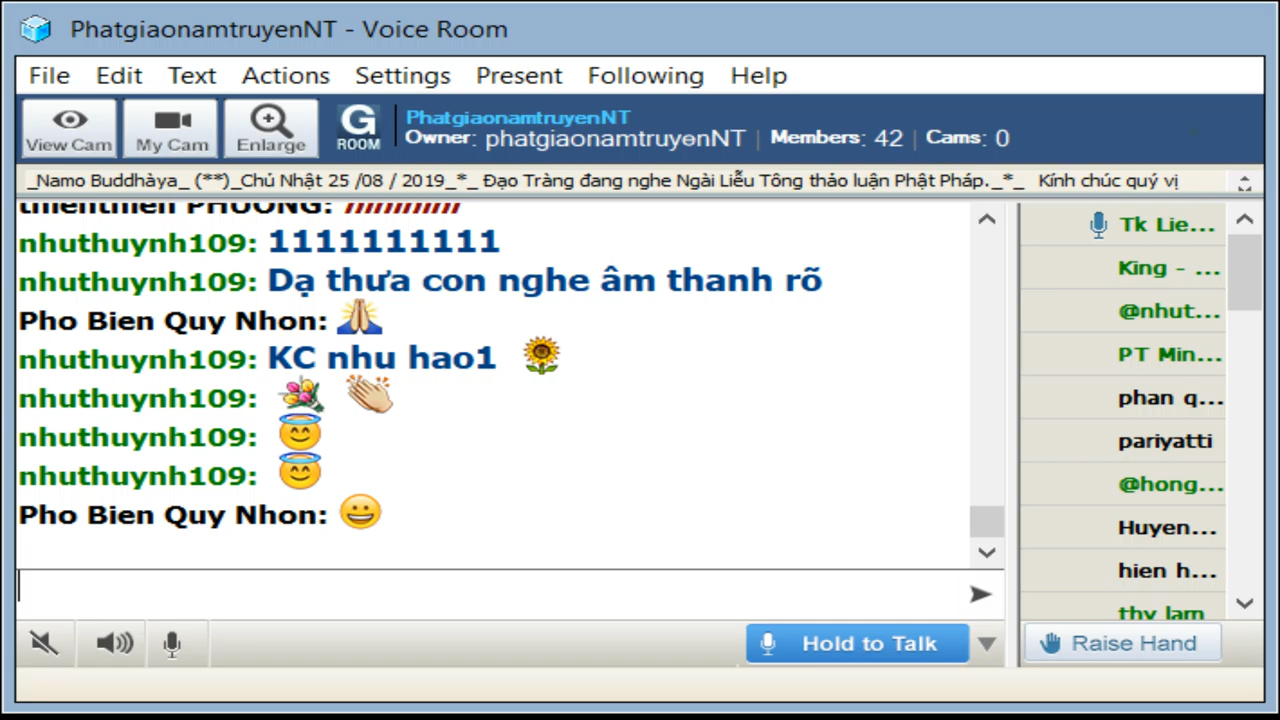 PhatgiaonamtruyenNT - Voice Room
File Edit Text Actions Settings Present Following Help
View Cam My Cam Enlarge G ROOM
PhatgiaonamtruyenNT
Owner: phatgiaonamtruyenNT | Members: 42 | Cams: 0
_Namo Buddhàya_ (**)_Chủ Nhật 25 /08 / 2019_*_ Đạo Tràng đang nghe Ngài Liễu Tông thảo luận Phật Pháp._*_ Kính chúc quý vị
PHUONG:
nhuthuynh109: 1111111111
nhuthuynh109: Dạ thưa con nghe âm thanh rõ
Pho Bien Quy Nhon:
nhuthuynh109: KC nhu hao1
nhuthuynh109:
nhuthuynh109:
nhuthuynh109:
Pho Bien Quy Nhon:
Tk Lie...
King - ...
@nhut...
PT Min...
phan q...
pariyatti
@hong...
Huyen...
hien h...
thy lam
Hold to Talk
Raise Hand